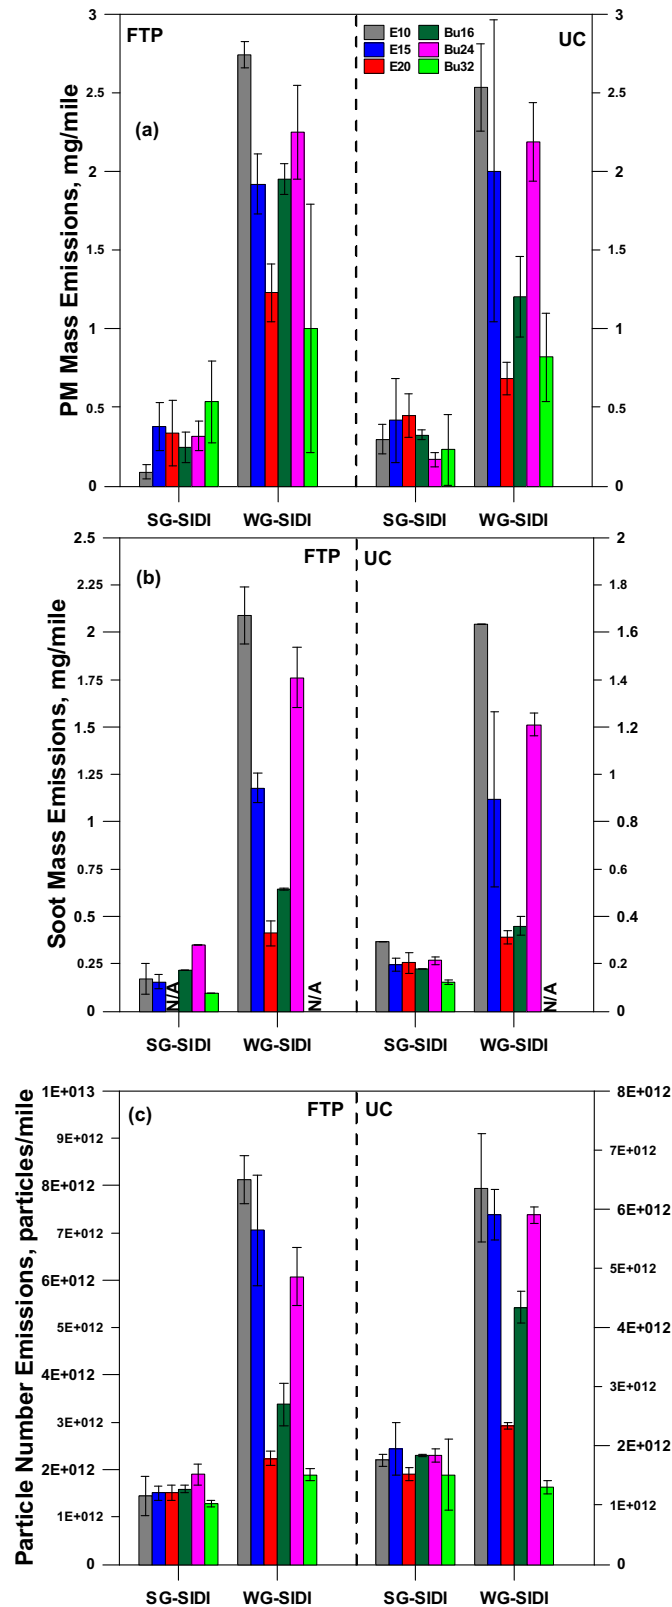 3
2.5
2
1.5
1
0.5
0
PM Mass Emissions, mg/mile
FTP
(a)
E10
E15
E20
Bu16
Bu24
Bu32
UC
3
2.5
2
1.5
1
0.5
0
SG-SIDI
WG-SIDI
SG-SIDI
WG-SIDI
2.5
2.25
2
1.75
1.5
1.25
1
0.75
0.5
0.25
0
Soot Mass Emissions, mg/mile
(b)
FTP
UC
N/A
N/A
N/A
2
1.8
1.6
1.4
1.2
1
0.8
0.6
0.4
0.2
0
SG-SIDI
WG-SIDI
SG-SIDI
WG-SIDI
1E+013
9E+012
8E+012
7E+012
6E+012
5E+012
4E+012
3E+012
2E+012
1E+012
0
Particle Number Emissions, particles/mile
(c)
FTP
UC
8E+012
7E+012
6E+012
5E+012
4E+012
3E+012
2E+012
1E+012
0
SG-SIDI
WG-SIDI
SG-SIDI
WG-SIDI